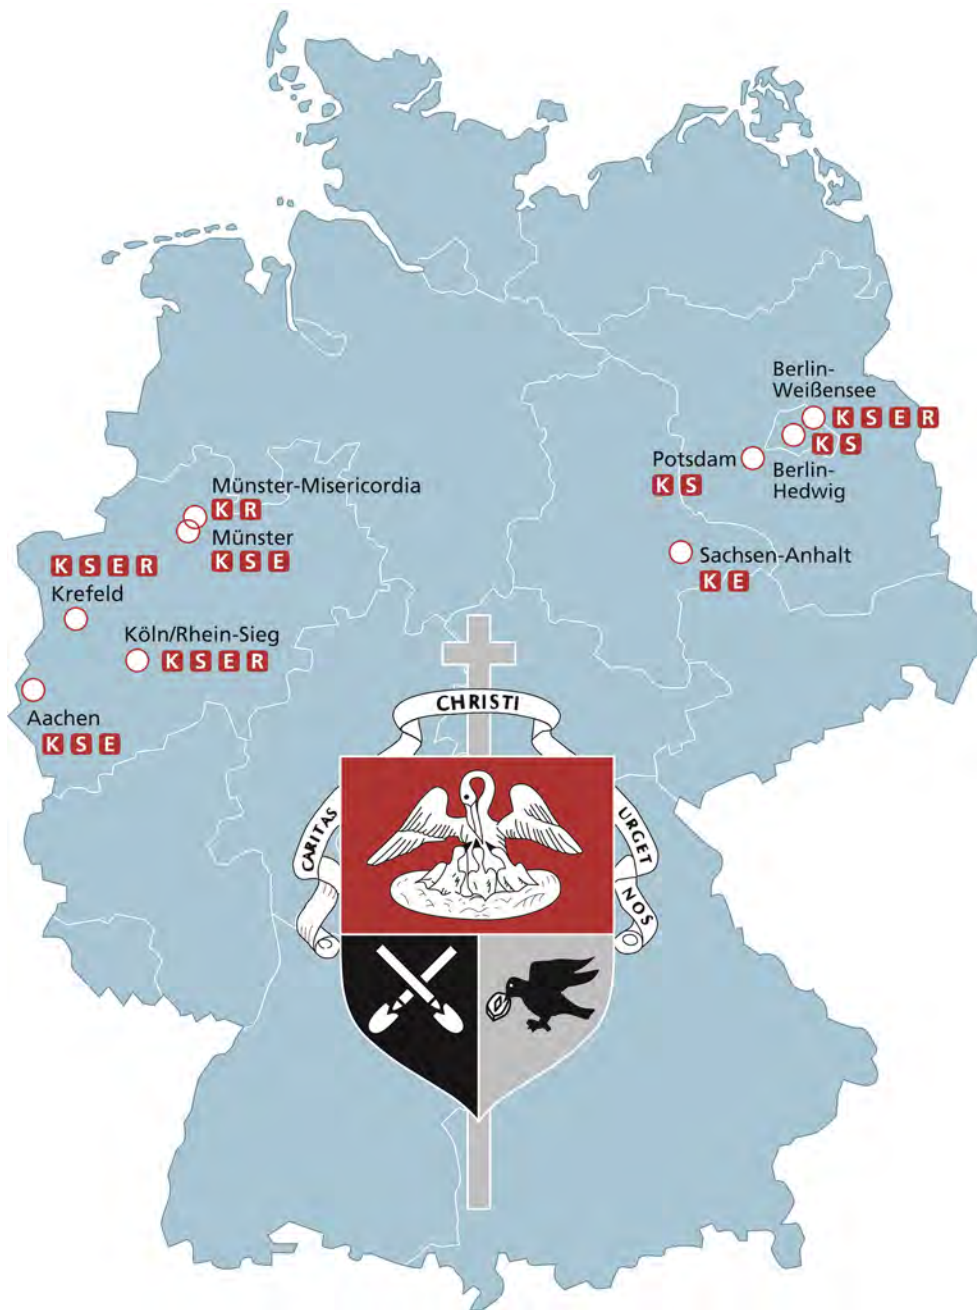 Berlin-
Weißensee
K S E R
K S
Berlin-
Hedwig
Potsdam
K S
Münster-Misericordia
K R
Münster
K S E
Sachsen-Anhalt
K E
K S E R
Krefeld
Köln/Rhein-Sieg
K S E R
Aachen
K S E
CARITAS
CHRISTI
URGET
NOS